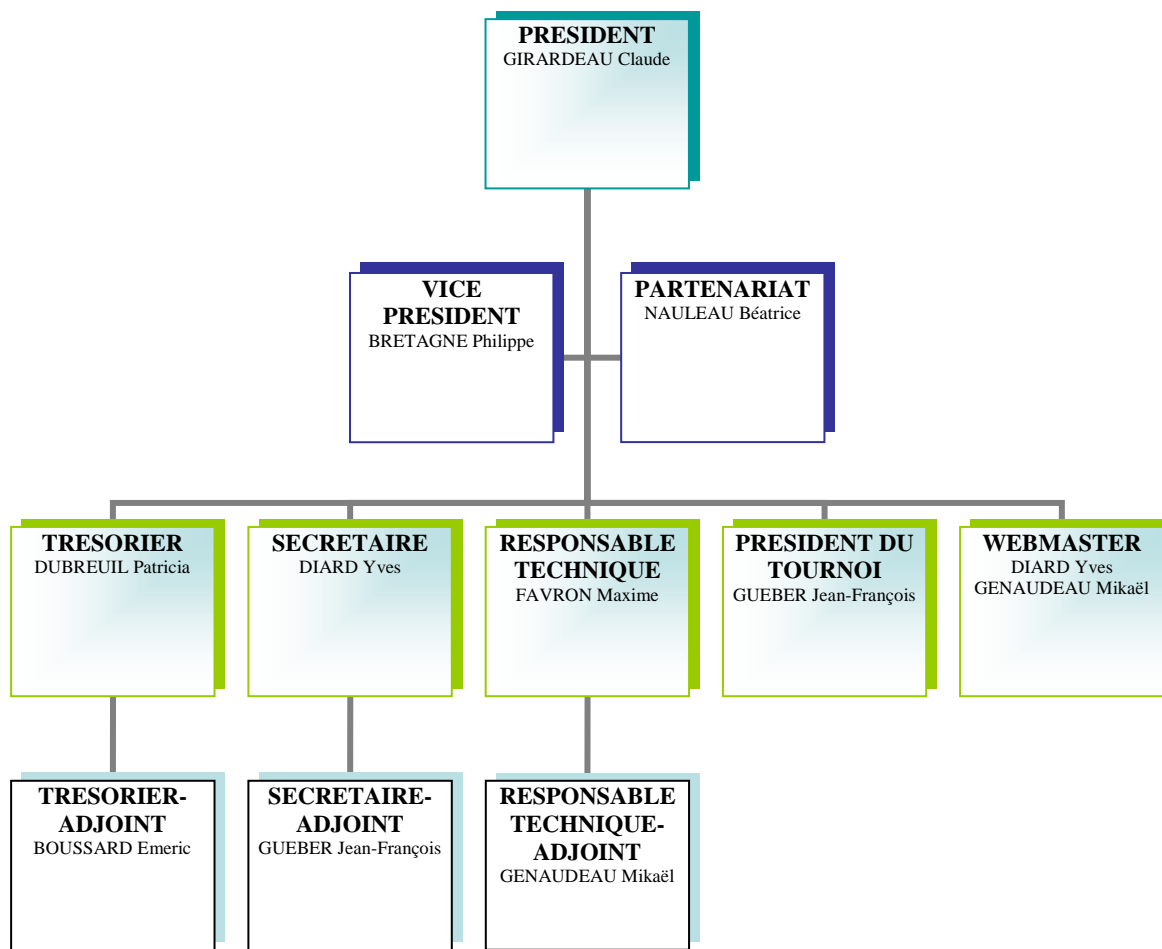 PRESIDENT
GIRARDEAU Claude
VICE
PRESIDENT
BRETAGNE Philippe
PARTENARIAT
NAULEAU Béatrice
TRESORIER
DUBREUIL Patricia
SECRETAIRE
DIARD Yves
RESPONSABLE
TECHNIQUE
FAVRON Maxime
PRESIDENT DU
TOURNOI
GUEBER Jean-François
WEBMASTER
DIARD Yves
GENAUDEAU Mikaël
TRESORIER-
ADJOINT
BOUSSARD Emeric
SECRETAIRE-
ADJOINT
GUEBER Jean-François
RESPONSABLE
TECHNIQUE-
ADJOINT
GENAUDEAU Mikaël